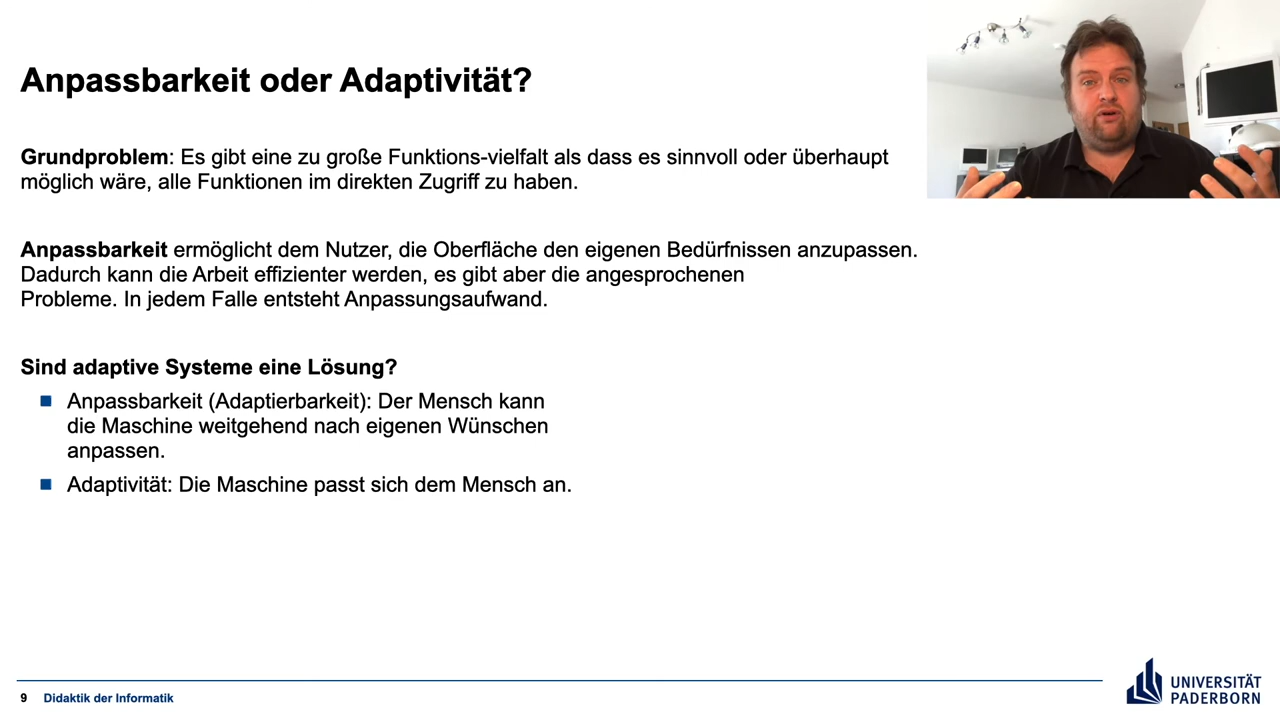 Anpassbarkeit oder Adaptivität?
Grundproblem: Es gibt eine zu große Funktions-vielfalt als dass es sinnvoll oder überhaupt
möglich wäre, alle Funktionen im direkten Zugriff zu haben.
Anpassbarkeit ermöglicht dem Nutzer, die Oberfläche den eigenen Bedürfnissen anzupassen.
Dadurch kann die Arbeit effizienter werden, es gibt aber die angesprochenen
Probleme. In jedem Falle entsteht Anpassungsaufwand.
Sind adaptive Systeme eine Lösung?
Anpassbarkeit (Adaptierbarkeit): Der Mensch kann
die Maschine weitgehend nach eigenen Wünschen
anpassen.
Adaptivität: Die Maschine passt sich dem Mensch an.
9 Didaktik der Informatik
UNIVERSITÄT
PADERBORN